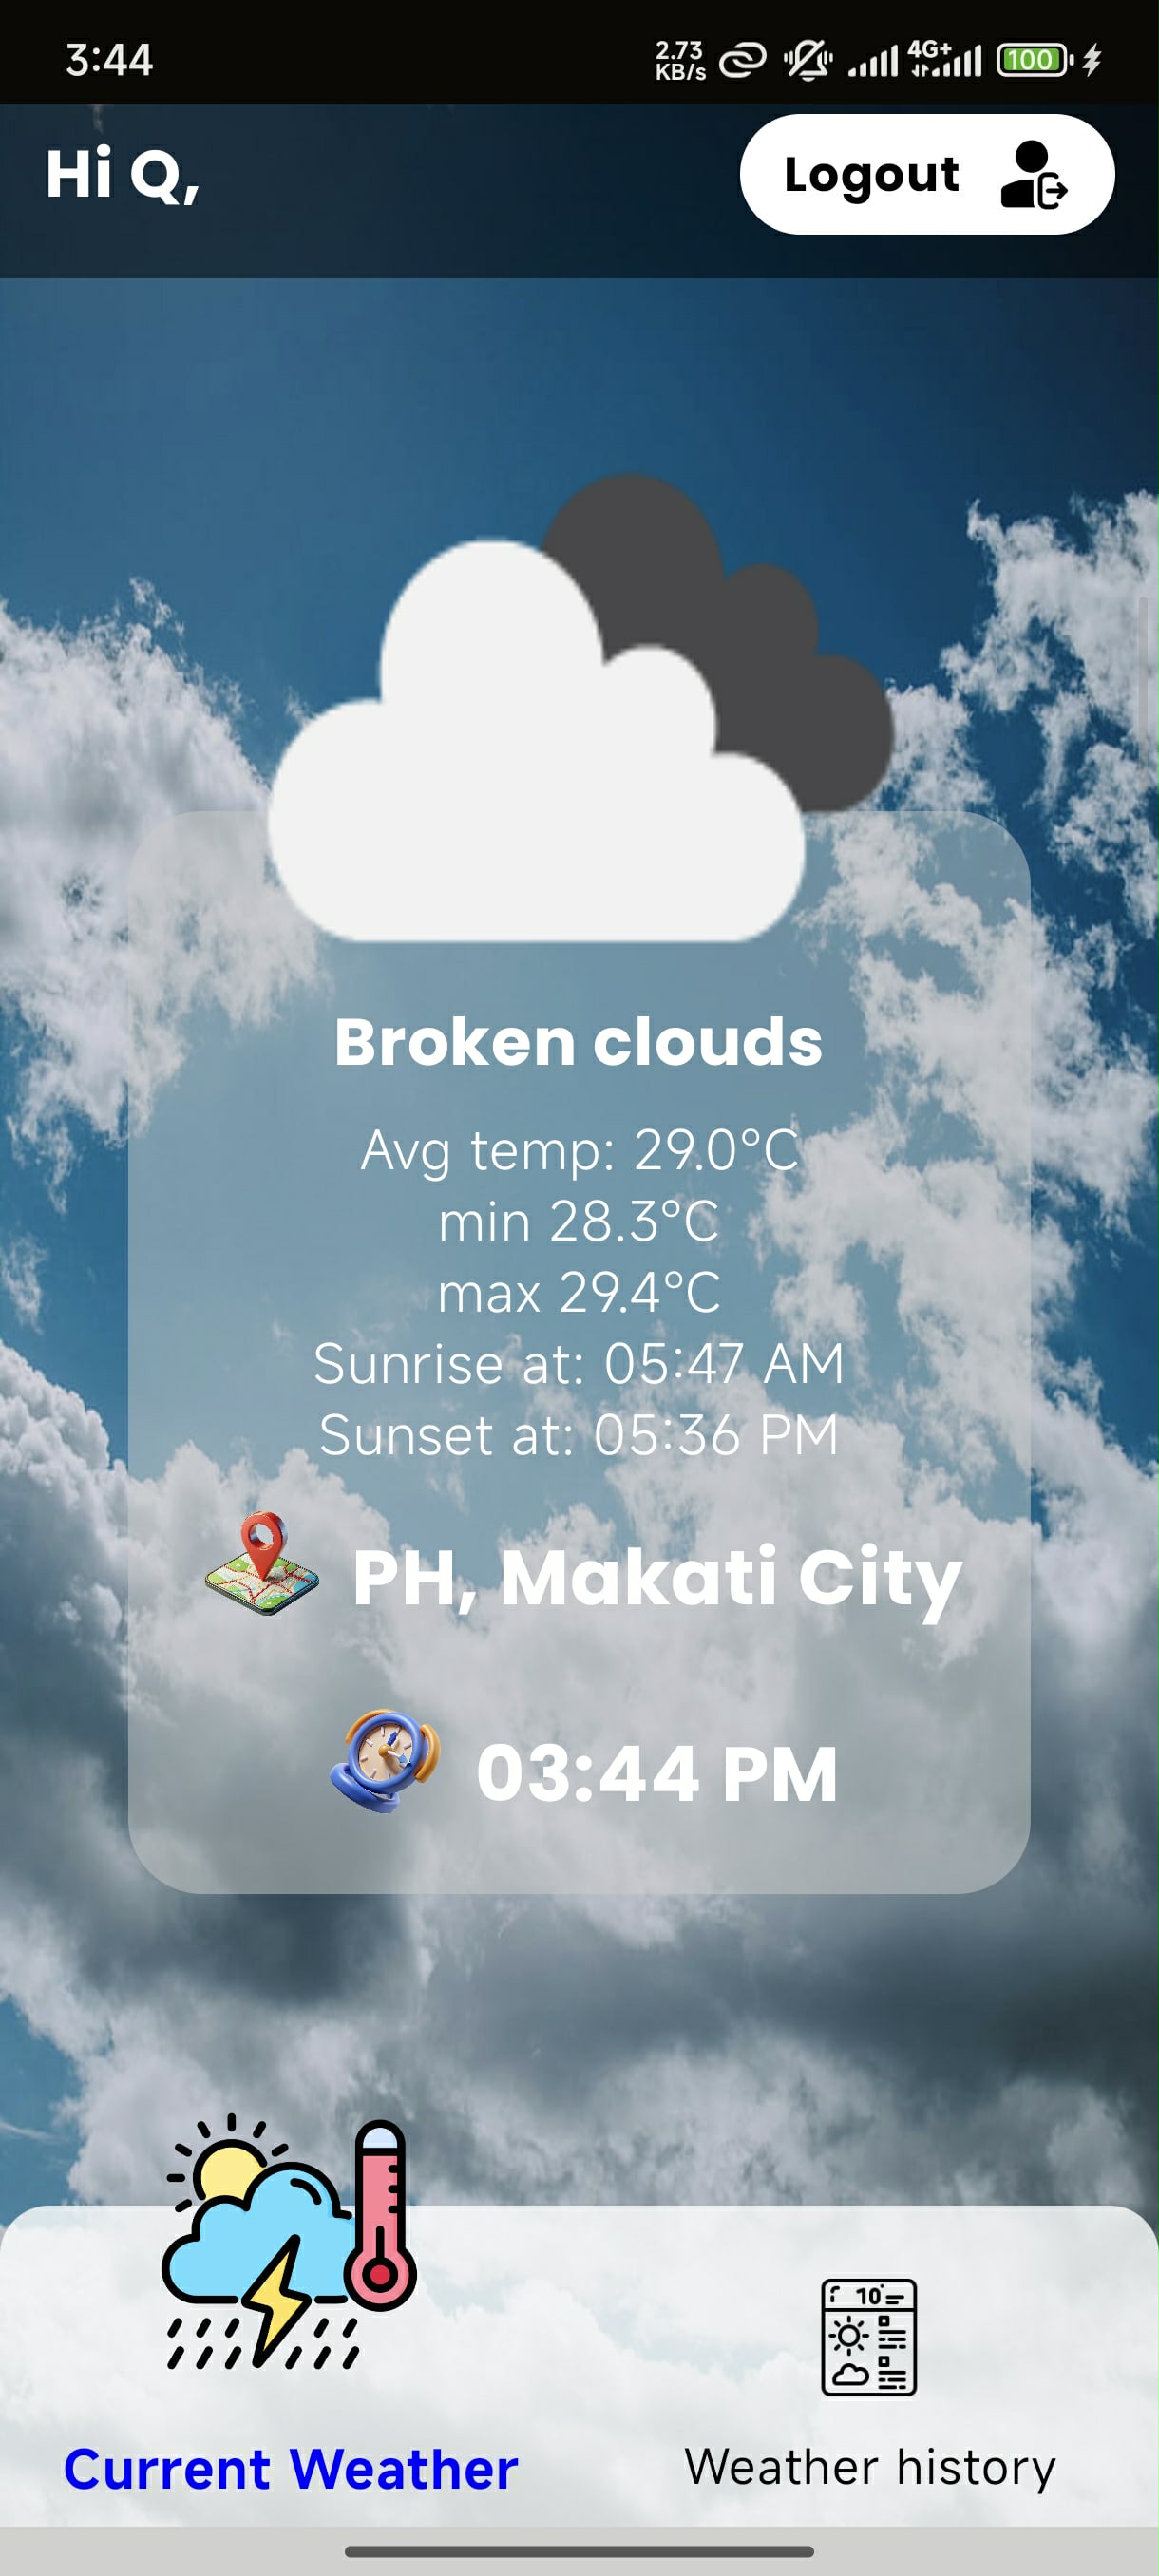 3:44
2.73
KB/s
4G+
100
Hi Q,
Logout
Broken clouds
Avg temp: 29.0°C
min 28.3°C
max 29.4°C
Sunrise at: 05:47 AM
Sunset at: 05:36 PM
PH, Makati City
03:44 PM
10°
Current Weather
Weather history